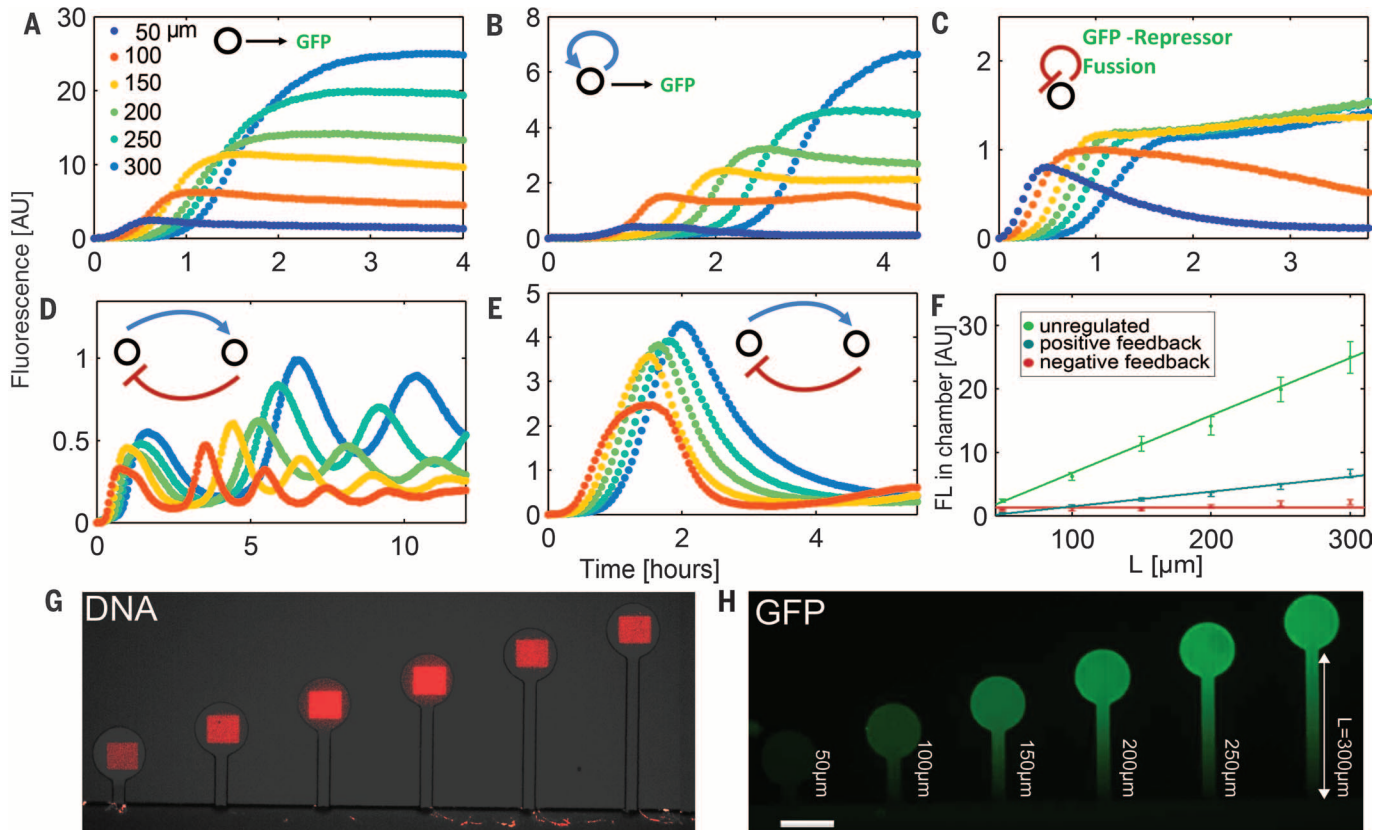 A
50 µm
100
150
200
250
300
GFP
30
20
10
0
0
1
2
3
4
B
GFP
8
6
4
2
0
0
2
4
C
GFP -Repressor
Fussion
2
1
0
0
1
2
3
Fluorescence [AU]
D
1
0.5
0
0
5
10
E
5
4
3
2
1
0
0
2
4
Time [hours]
F
unregulated
positive feedback
negative feedback
FL in chamber [AU]
30
20
10
0
100
200
300
L [µm]
G
DNA
H
GFP
50µm
100µm
150µm
200µm
250µm
L=300µm